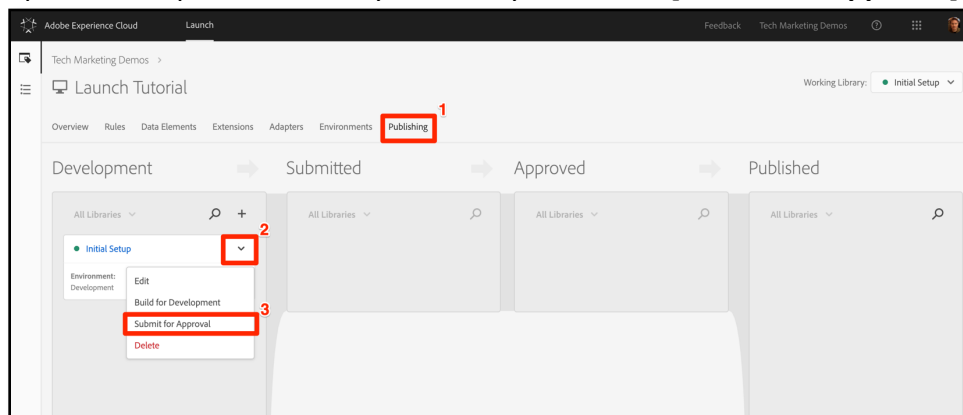 Adobe Experience Cloud Launch Feedback Tech Marketing Demos
Tech Marketing Demos >
Launch Tutorial
Working Library: Initial Setup
1
Overview Rules Data Elements Extensions Adapters Environments Publishing
Development Submitted Approved Published
All Libraries All Libraries All Libraries All Libraries
2
Initial Setup
Environment:
Development
Edit
Build for Development
3
Submit for Approval
Delete